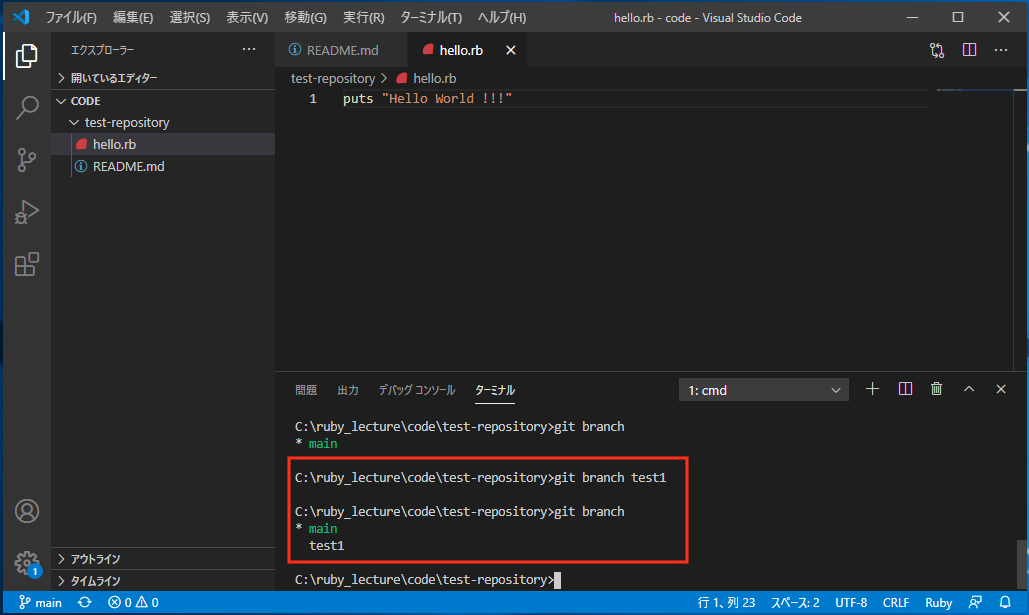 ファイル(F) 編集(E) 選択(S) 表示(V) 移動(G) 実行(R) ターミナル(T) ヘルプ(H) hello.rb - code - Visual Studio Code
エクスプローラー ...
README.md hello.rb
開いているエディター
test-repository > hello.rb
CODE
1 puts "Hello World !!!"
test-repository
hello.rb
README.md
問題 出力 デバッグ コンソール ターミナル 1: cmd
C:\ruby_lecture\code\test-repository>git branch
* main
C:\ruby_lecture\code\test-repository>git branch test1
C:\ruby_lecture\code\test-repository>git branch
* main
test1
C:\ruby_lecture\code\test-repository>
アウトライン
タイムライン
1
main 0 0 行 1、列 23 スペース: 2 UTF-8 CRLF Ruby